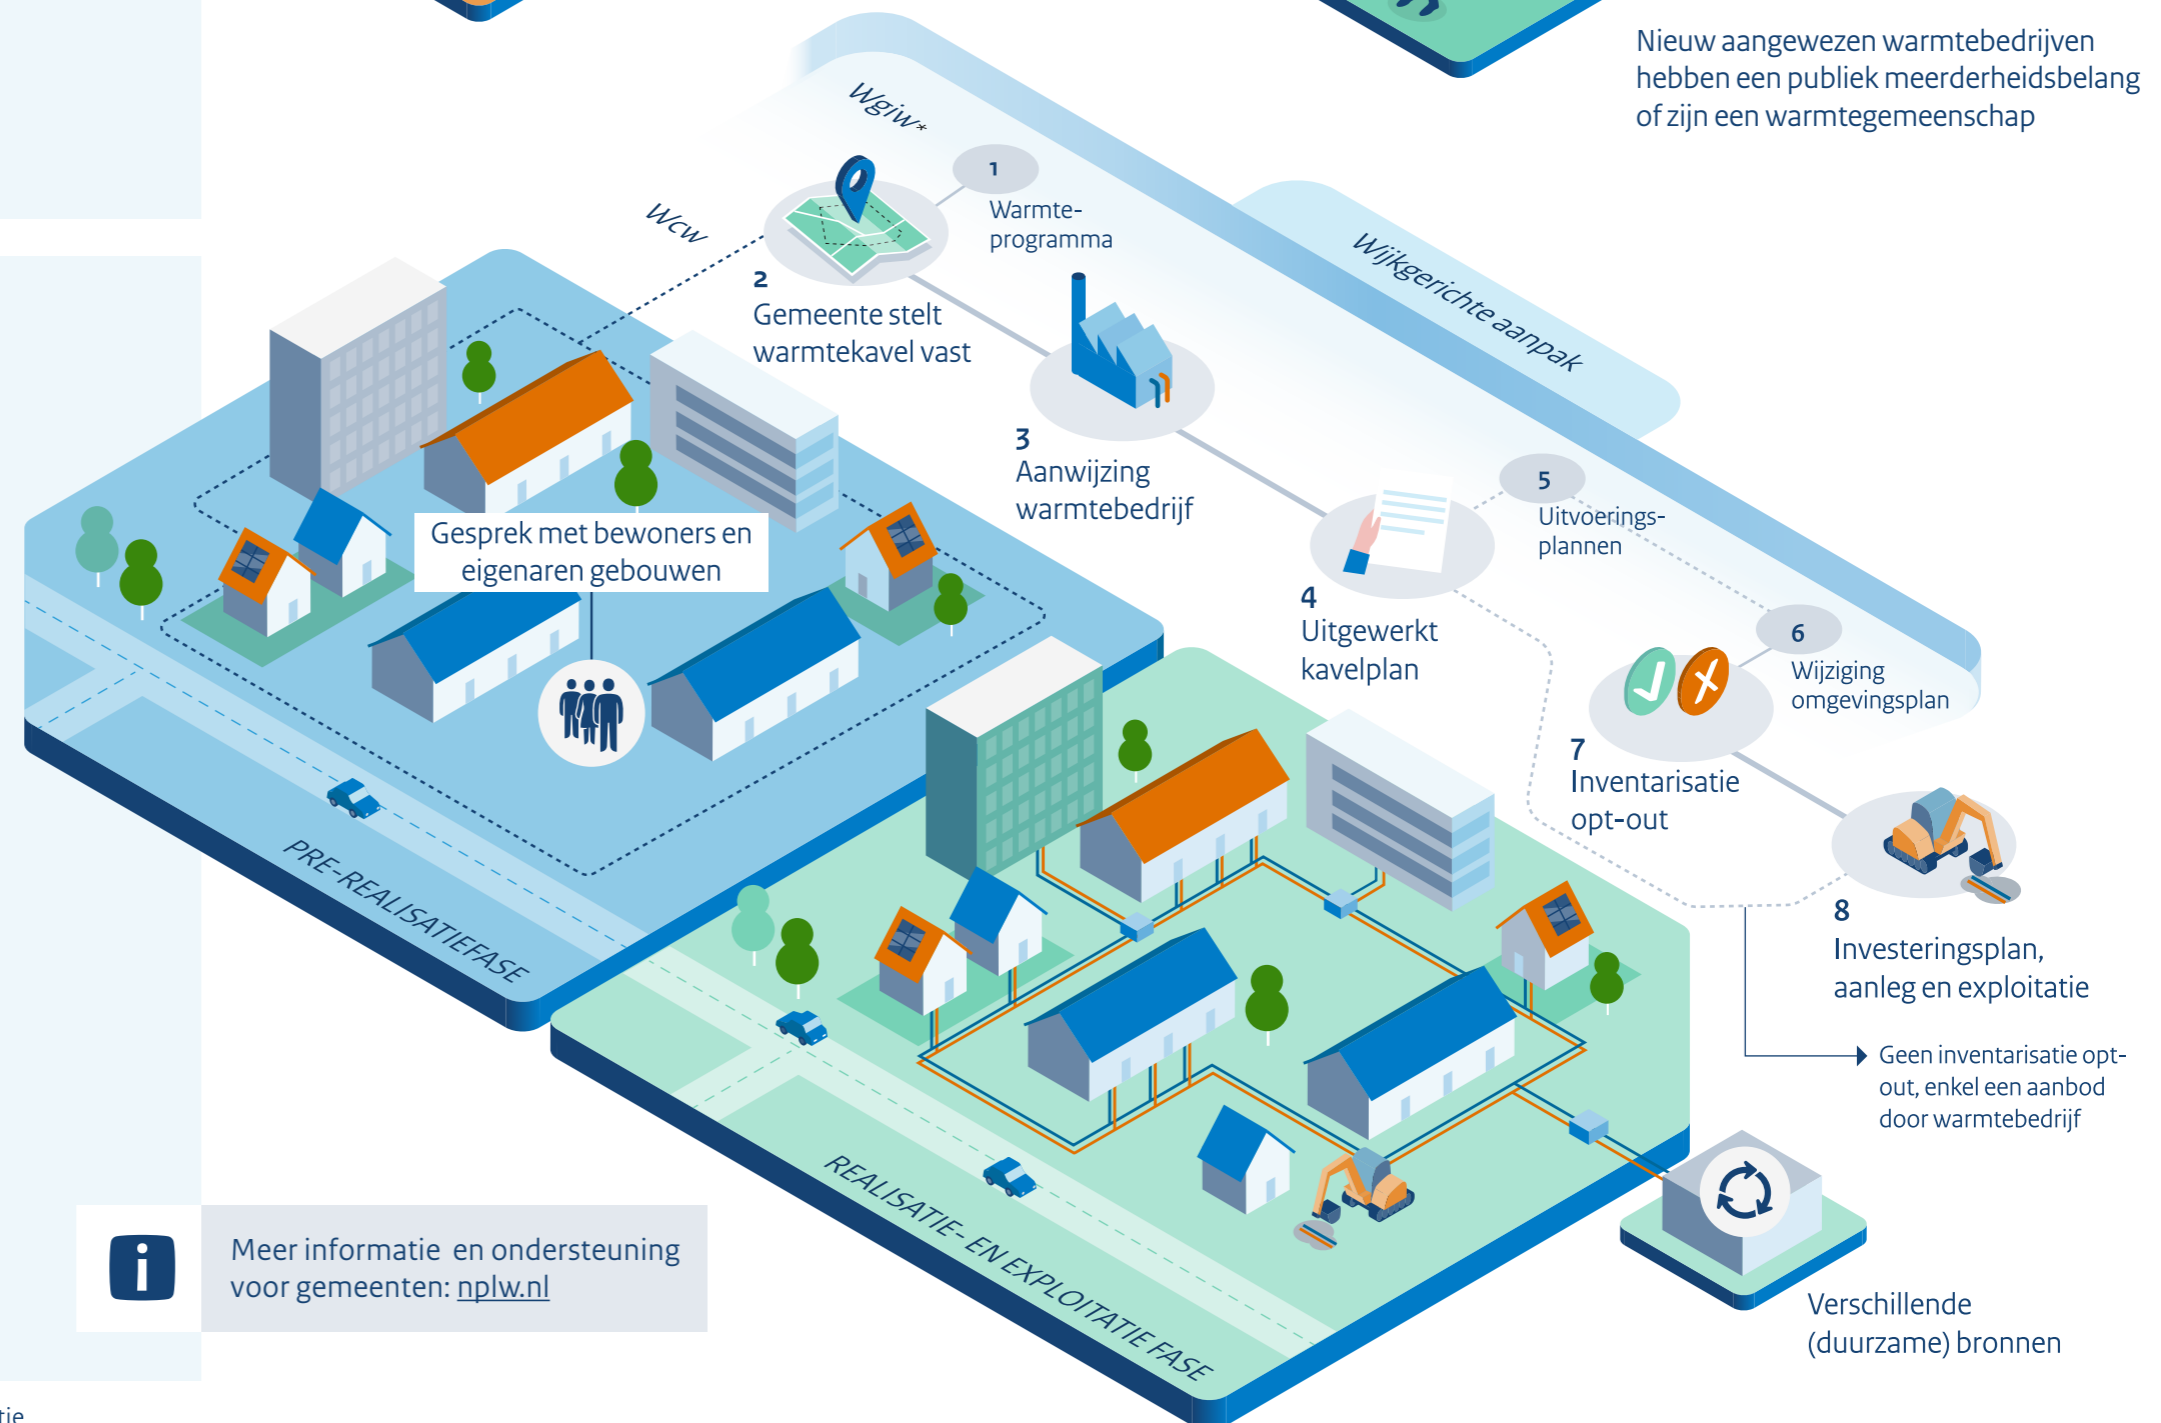 Nieuw aangewezen warmtebedrijven
hebben een publiek meerderheidsbelang
of zijn een warmtegemeenschap
Wgiw*
Wcw
Wijkgerichte aanpak
1
Warmte-
programma
2
Gemeente stelt
warmtekavel vast
3
Aanwijzing
warmtebedrijf
4
Uitgewerkt
kavelplan
5
Uitvoerings-
plannen
6
Wijziging
omgevingsplan
7
Inventarisatie
opt-out
8
Investeringsplan,
aanleg en exploitatie
Geen inventarisatie opt-
out, enkel een aanbod
door warmtebedrijf
Gesprek met bewoners en
eigenaren gebouwen
PRE-REALISATIEFASE
REALISATIE- EN EXPLOITATIE FASE
Verschillende
(duurzame) bronnen
i
Meer informatie en ondersteuning
voor gemeenten: nplw.nl
tie